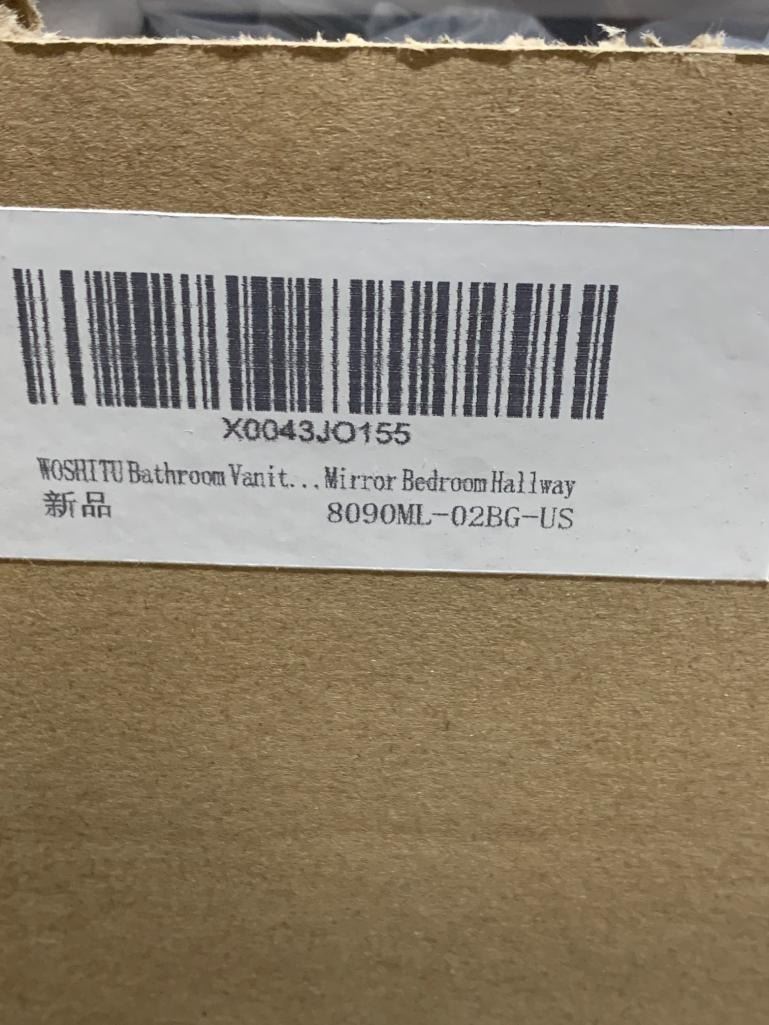 X0043JO155
WOSHITU Bathroom Vanit...Mirror Bedroom Hallway
新品 8090ML-02BG-US